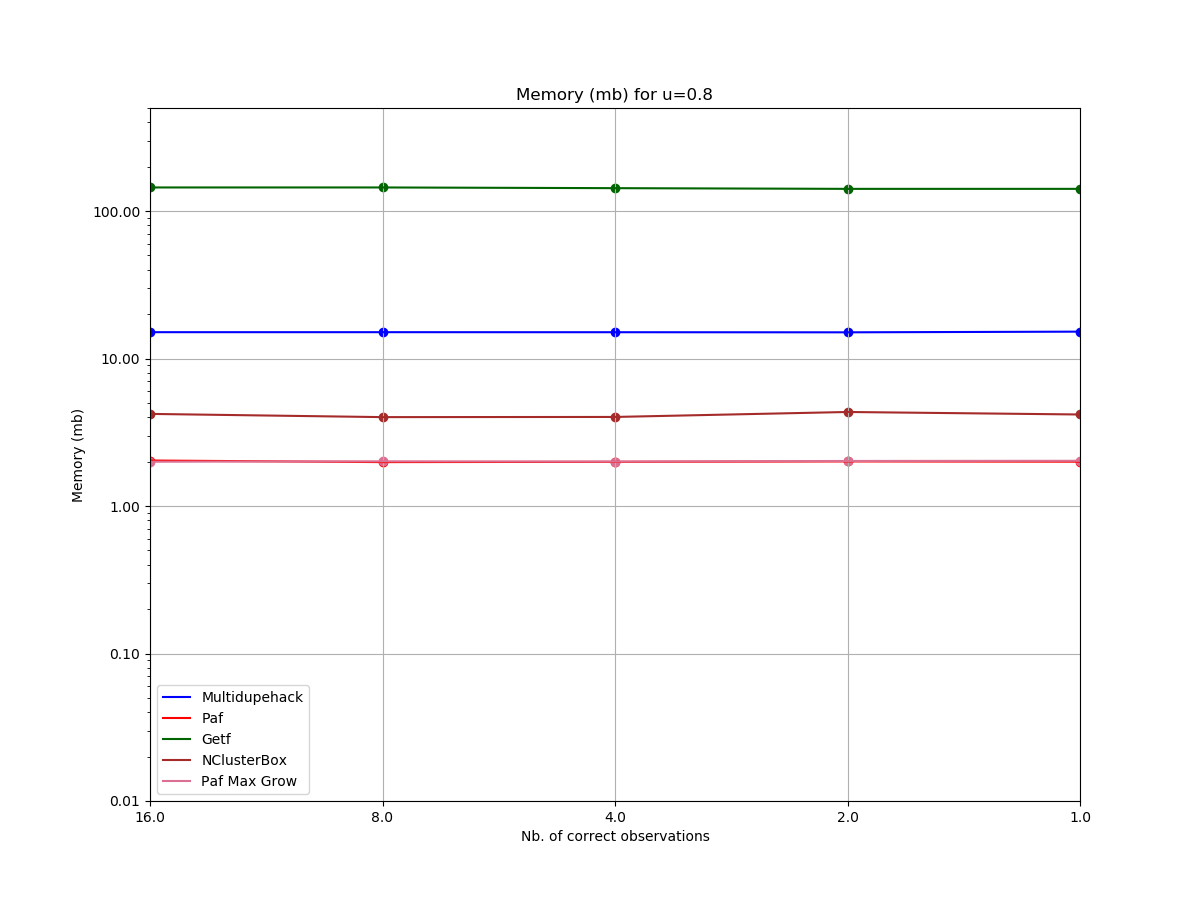 Memory (mb) for u=0.8
100.00
10.00
1.00
0.10
0.01
Memory (mb)
Multidupehack
Paf
Getf
NClusterBox
Paf Max Grow
16.0 8.0 4.0 2.0 1.0
Nb. of correct observations